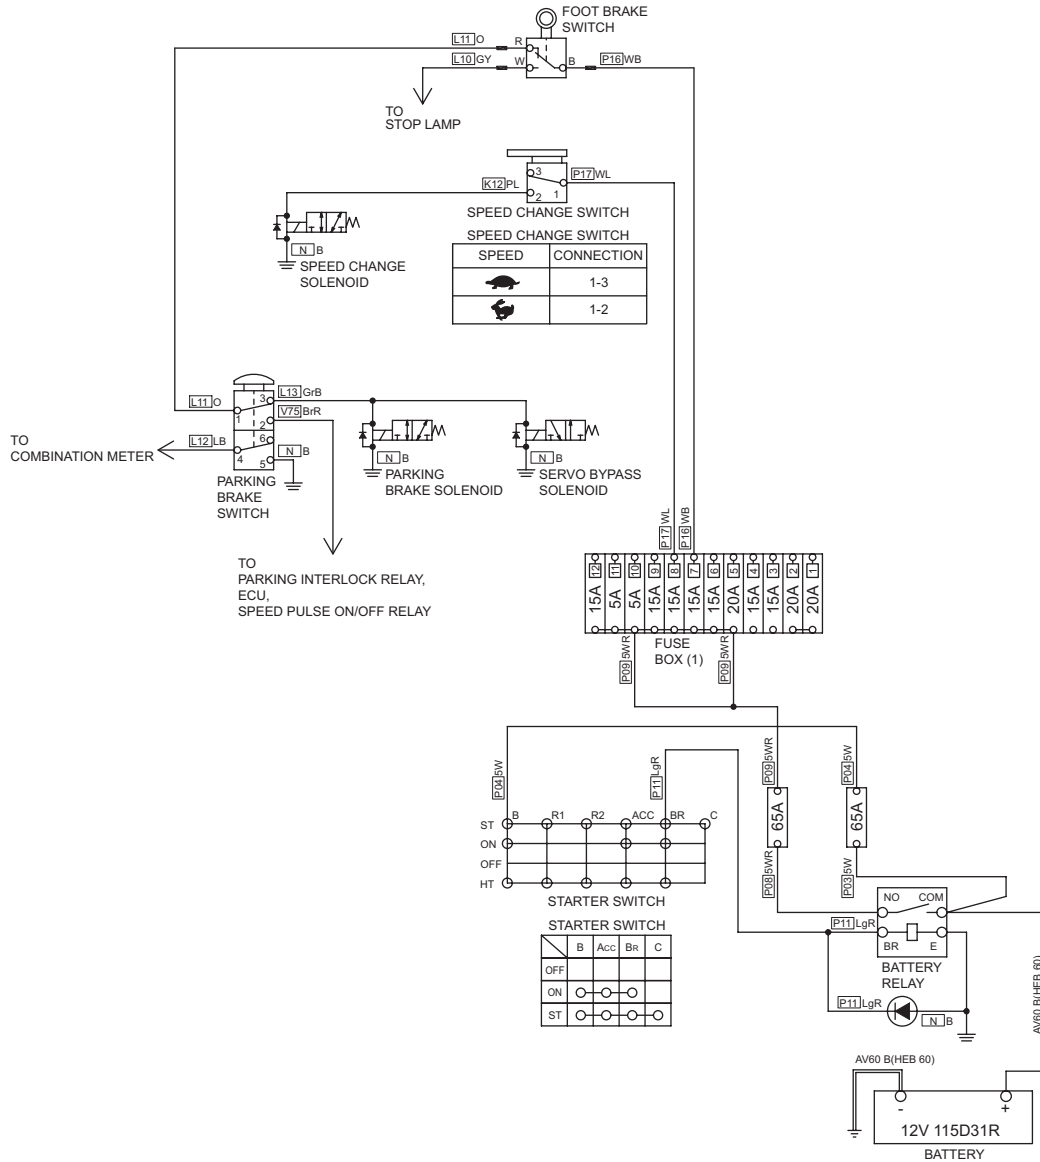 FOOT BRAKE
SWITCH
L11 O
R
L10 GY
W
B
P16 WB
TO
STOP LAMP
3
P17 WL
K12 PL
2
1
SPEED CHANGE SWITCH
N B
SPEED CHANGE
SOLENOID
SPEED CHANGE SWITCH
SPEED CONNECTION
1-3
1-2
L13 GrB
L11 O
3
1
V75 BrR
2
TO
COMBINATION METER
L12 LB
6
4
N B
5
PARKING
BRAKE
SWITCH
N B
PARKING
BRAKE SOLENOID
N B
SERVO BYPASS
SOLENOID
TO
PARKING INTERLOCK RELAY,
ECU,
SPEED PULSE ON/OFF RELAY
P17 WL
P16 WB
12 11 10 9 8 7 6 5 4 3 2 1
15A 5A 5A 15A 15A 15A 15A 20A 15A 15A 20A 20A
FUSE
BOX (1)
P09 5WR
P09 5WR
P04 5W
P11 LgR
P09 5WR
P04 5W
65A
65A
P08 5WR
P03 5W
B R1 R2 ACC BR C
ST
ON
OFF
HT
STARTER SWITCH
STARTER SWITCH
B ACC BR C
OFF
ON
ST
NO COM
P11 LgR
BR E
BATTERY
RELAY
P11 LgR
N B
AV60 B(HEB 60)
AV60 B(HEB 60)
- +
12V 115D31R
BATTERY